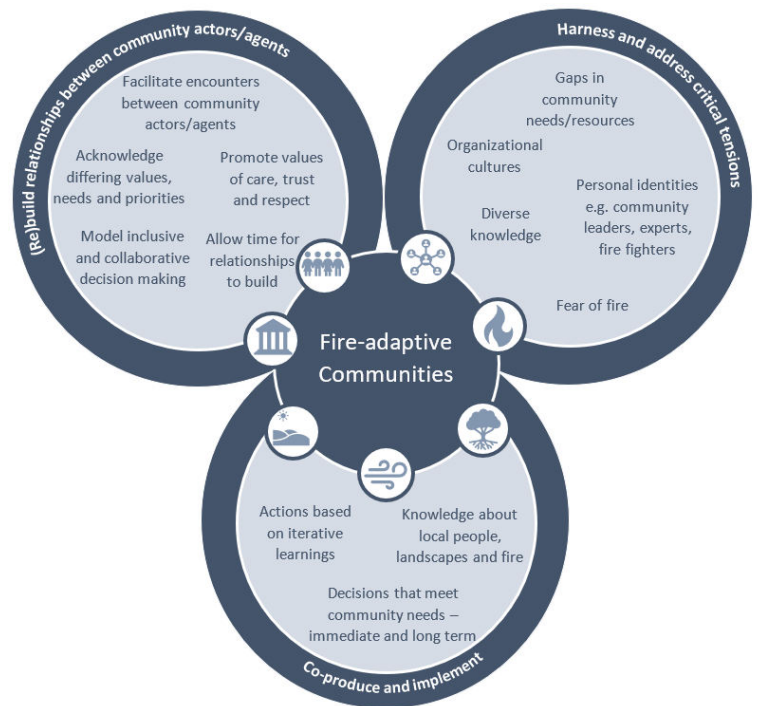 (Re)build relationships between community actors/agents
Facilitate encounters
between community
actors/agents
Acknowledge
differing values,
needs and priorities
Promote values
of care, trust
and respect
Model inclusive
and collaborative
decision making
Allow time for
relationships
to build
Harness and address critical tensions
Gaps in
community
needs/resources
Organizational
cultures
Personal identities
e.g. community
leaders, experts,
fire fighters
Diverse
knowledge
Fear of fire
Fire-adaptive
Communities
Actions based
on iterative
learnings
Knowledge about
local people,
landscapes and fire
Decisions that meet
community needs –
immediate and long term
Co-produce and implement